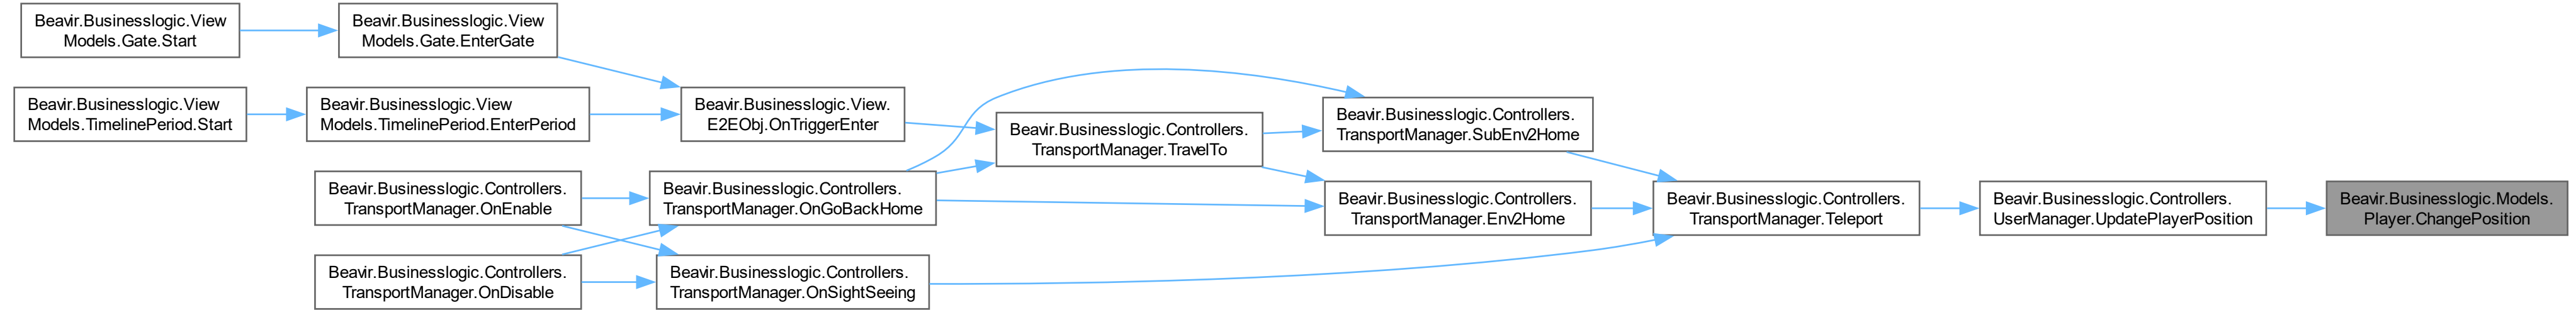 Beavir.Businesslogic.View
Models.Gate.Start
Beavir.Businesslogic.View
Models.Gate.EnterGate
Beavir.Businesslogic.View
Models.TimelinePeriod.Start
Beavir.Businesslogic.View
Models.TimelinePeriod.EnterPeriod
Beavir.Businesslogic.View.
E2EObj.OnTriggerEnter
Beavir.Businesslogic.Controllers.
TransportManager.TravelTo
Beavir.Businesslogic.Controllers.
TransportManager.SubEnv2Home
Beavir.Businesslogic.Controllers.
TransportManager.OnEnable
Beavir.Businesslogic.Controllers.
TransportManager.OnGoBackHome
Beavir.Businesslogic.Controllers.
TransportManager.Env2Home
Beavir.Businesslogic.Controllers.
TransportManager.Teleport
Beavir.Businesslogic.Controllers.
UserManager.UpdatePlayerPosition
Beavir.Businesslogic.Models.
Player.ChangePosition
Beavir.Businesslogic.Controllers.
TransportManager.OnDisable
Beavir.Businesslogic.Controllers.
TransportManager.OnSightSeeing